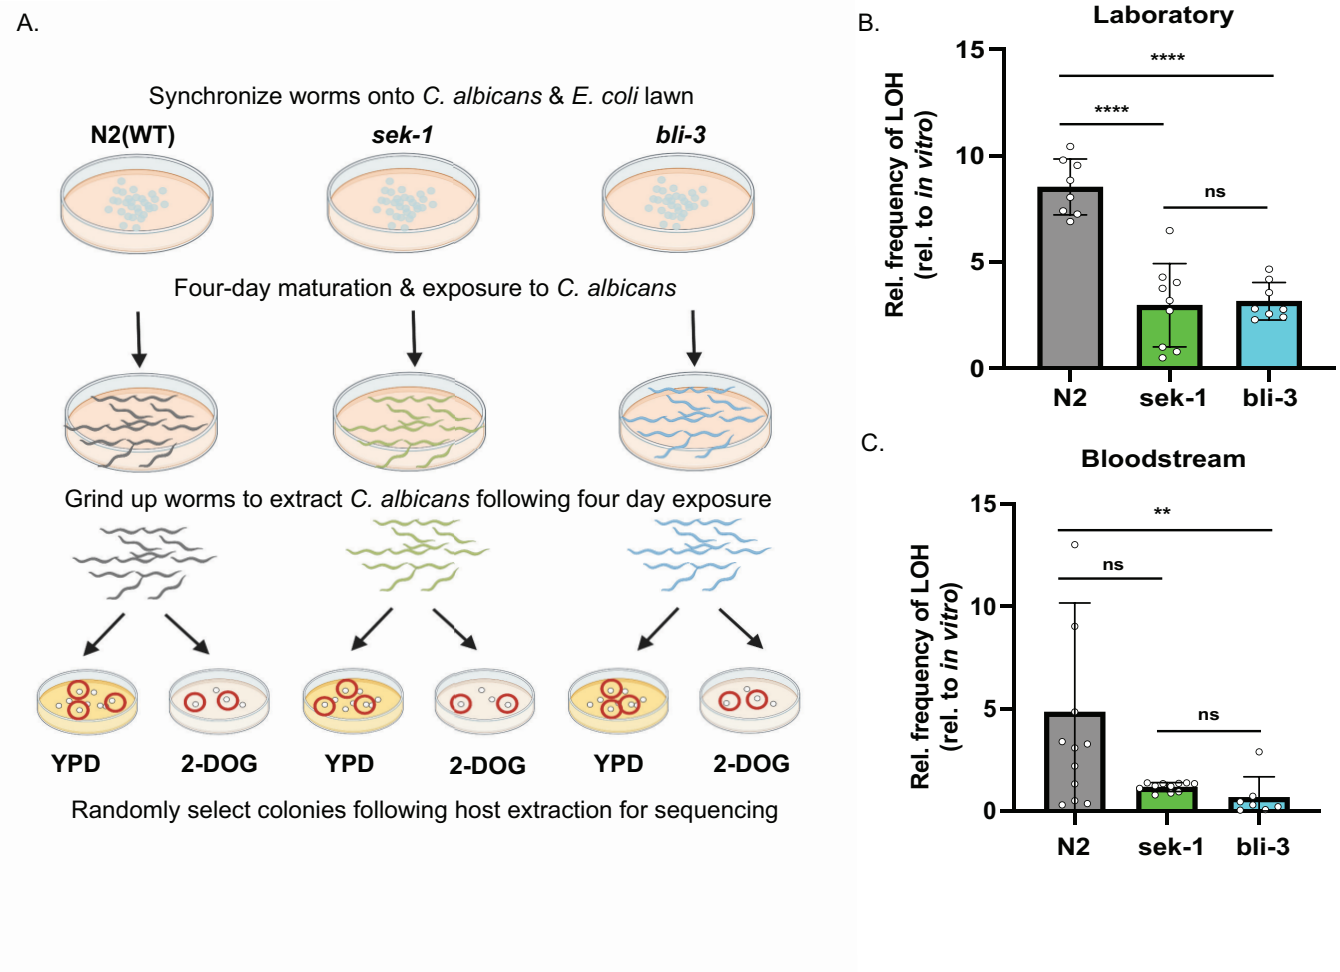 A.
Synchronize worms onto C. albicans & E. coli lawn
N2(WT)
sek-1
bli-3
Four-day maturation & exposure to C. albicans
Grind up worms to extract C. albicans following four day exposure
YPD
2-DOG
YPD
2-DOG
YPD
2-DOG
Randomly select colonies following host extraction for sequencing
B.
Laboratory
Rel. frequency of LOH
(rel. to in vitro)
15
10
5
0
****
****
ns
N2
sek-1
bli-3
C.
Bloodstream
Rel. frequency of LOH
(rel. to in vitro)
15
10
5
0
**
ns
ns
N2
sek-1
bli-3